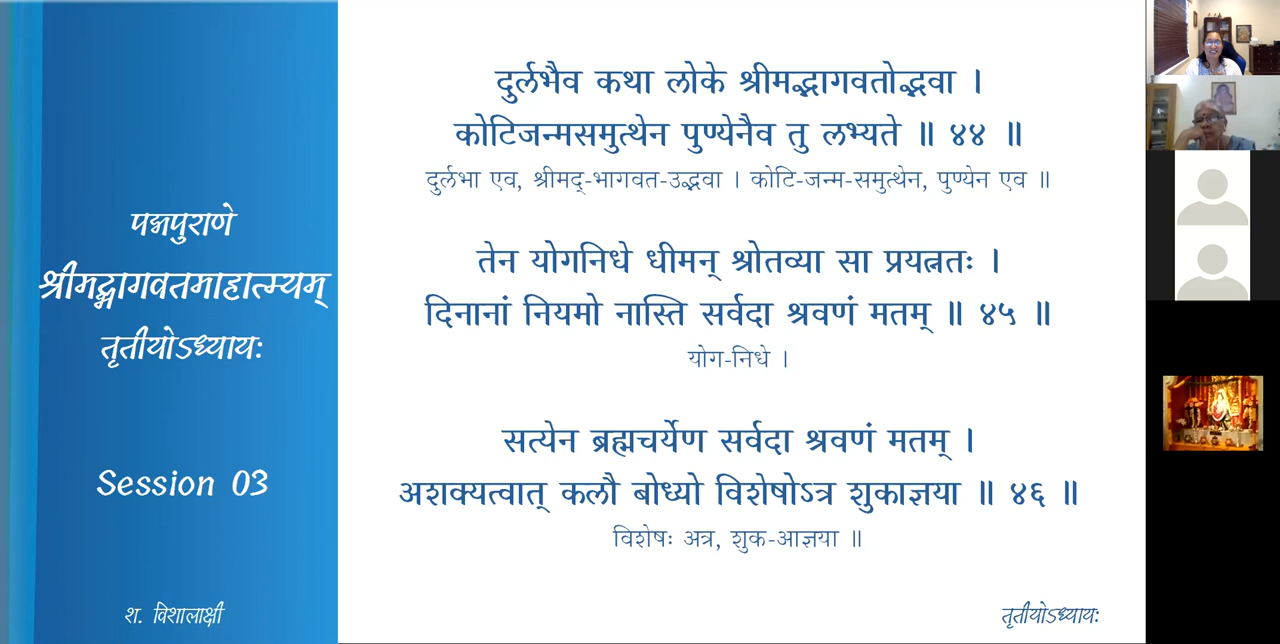 पद्मपुराणे
श्रीमद्भागवतमाहात्म्यम्
तृतीयोऽध्यायः
Session 03
श. विशालाक्षी
दुर्लभैव कथा लोके श्रीमद्भागवतोद्भवा ।
कोटिजन्मसमुत्थेन पुण्येनैव तु लभ्यते ॥ ४४ ॥
दुर्लभा एव, श्रीमद्-भागवत-उद्भवा । कोटि-जन्म-समुत्थेन, पुण्येन एव ॥
तेन योगनिधे धीमन् श्रोतव्या सा प्रयत्नतः ।
दिनानां नियमो नास्ति सर्वदा श्रवणं मतम् ॥ ४५ ॥
योग-निधे ।
सत्येन ब्रह्मचर्येण सर्वदा श्रवणं मतम् ।
अशक्यत्वात् कलौ बोध्यो विशेषोऽत्र शुकाज्ञया ॥ ४६ ॥
विशेषः अत्र, शुक-आज्ञया ॥
तृतीयोऽध्यायः